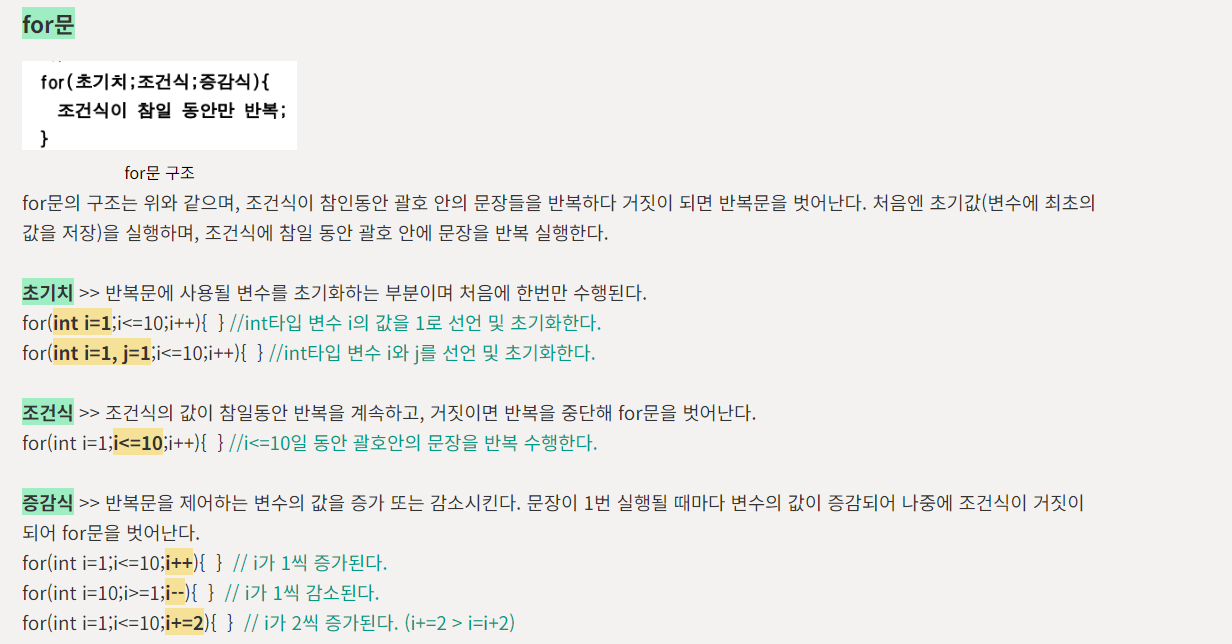 for문
for(초기치;조건식;증감식){
조건식이 참일 동안만 반복;
}
for문 구조
for문의 구조는 위와 같으며, 조건식이 참인동안 괄호 안의 문장들을 반복하다 거짓이 되면 반복문을 벗어난다. 처음엔 초기값(변수에 최초의
값을 저장)을 실행하며, 조건식에 참일 동안 괄호 안에 문장을 반복 실행한다.
초기치 >> 반복문에 사용될 변수를 초기화하는 부분이며 처음에 한번만 수행된다.
for(int i=1;i<=10;i++){ } //int타입 변수 i의 값을 1로 선언 및 초기화한다.
for(int i=1, j=1;i<=10;i++){ } //int타입 변수 i와 j를 선언 및 초기화한다.
조건식 >> 조건식의 값이 참일동안 반복을 계속하고, 거짓이면 반복을 중단해 for문을 벗어난다.
for(int i=1;i<=10;i++){ } //i<=10일 동안 괄호안의 문장을 반복 수행한다.
증감식 >> 반복문을 제어하는 변수의 값을 증가 또는 감소시킨다. 문장이 1번 실행될 때마다 변수의 값이 증감되어 나중에 조건식이 거짓이
되어 for문을 벗어난다.
for(int i=1;i<=10;i++){ } // i가 1씩 증가된다.
for(int i=10;i>=1;i--){ } // i가 1씩 감소된다.
for(int i=1;i<=10;i+=2){ } // i가 2씩 증가된다. (i+=2 > i=i+2)